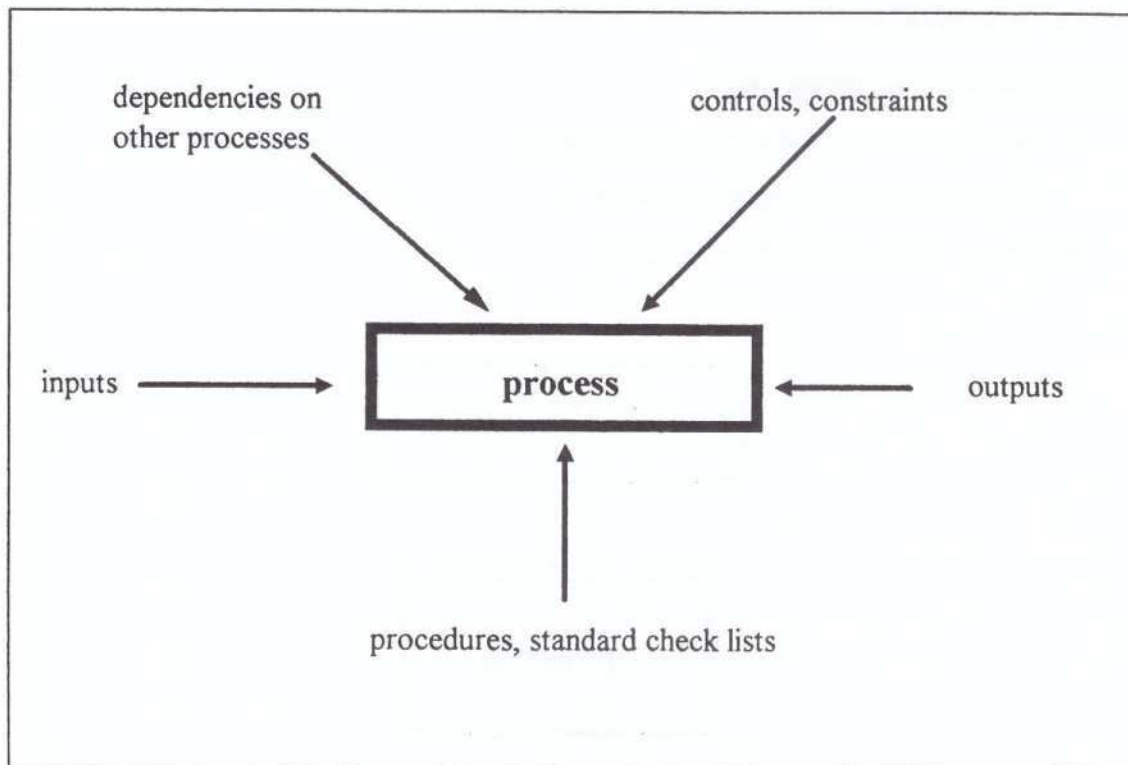 dependencies on
other processes
controls, constraints
inputs
process
outputs
procedures, standard check lists